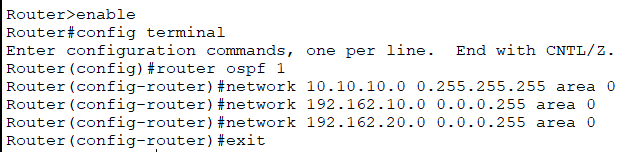 Router>enable
Router#config terminal
Enter configuration commands, one per line.  End with CNTL/Z.
Router(config)#router ospf 1
Router(config-router)#network 10.10.10.0 0.255.255.255 area 0
Router(config-router)#network 192.162.10.0 0.0.0.255 area 0
Router(config-router)#network 192.162.20.0 0.0.0.255 area 0
Router(config-router)#exit